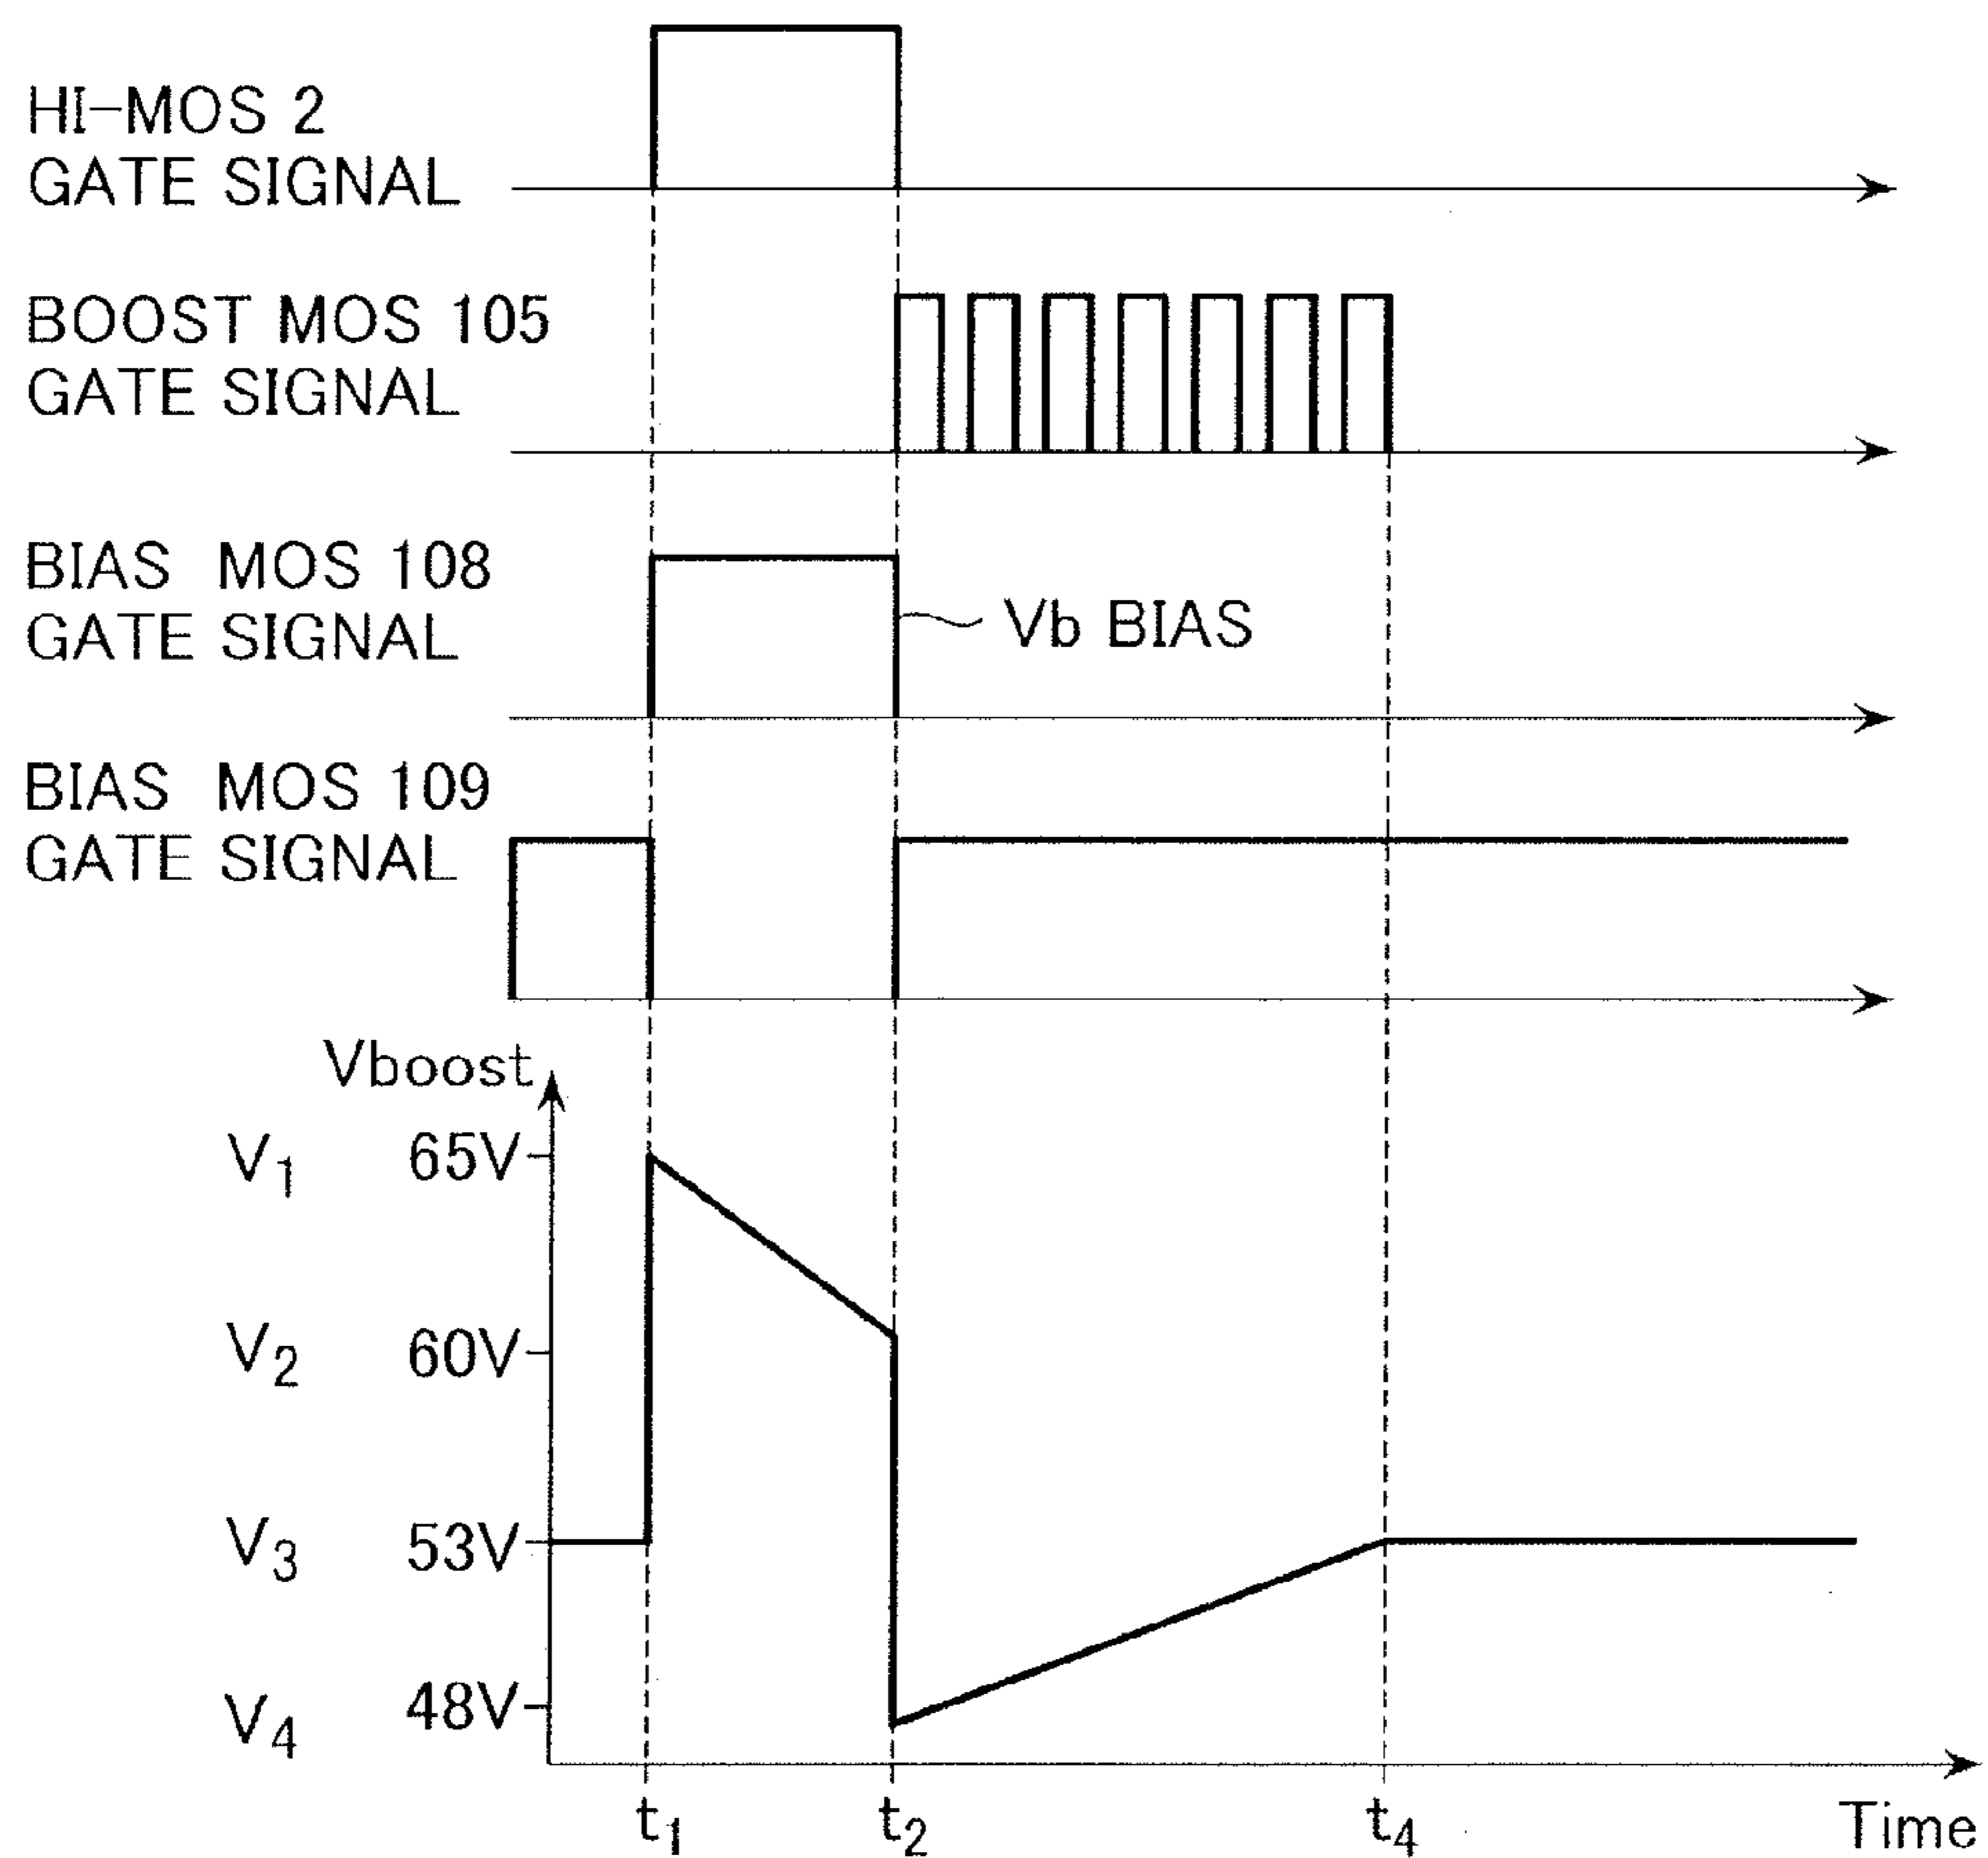 HI-MOS 2
GATE SIGNAL
BOOST MOS 105
GATE SIGNAL
BIAS MOS 108
GATE SIGNAL
Vb BIAS
BIAS MOS 109
GATE SIGNAL
Vboost
V1 65V
V2 60V
V3 53V
V4 48V
t1 t2 t4 Time